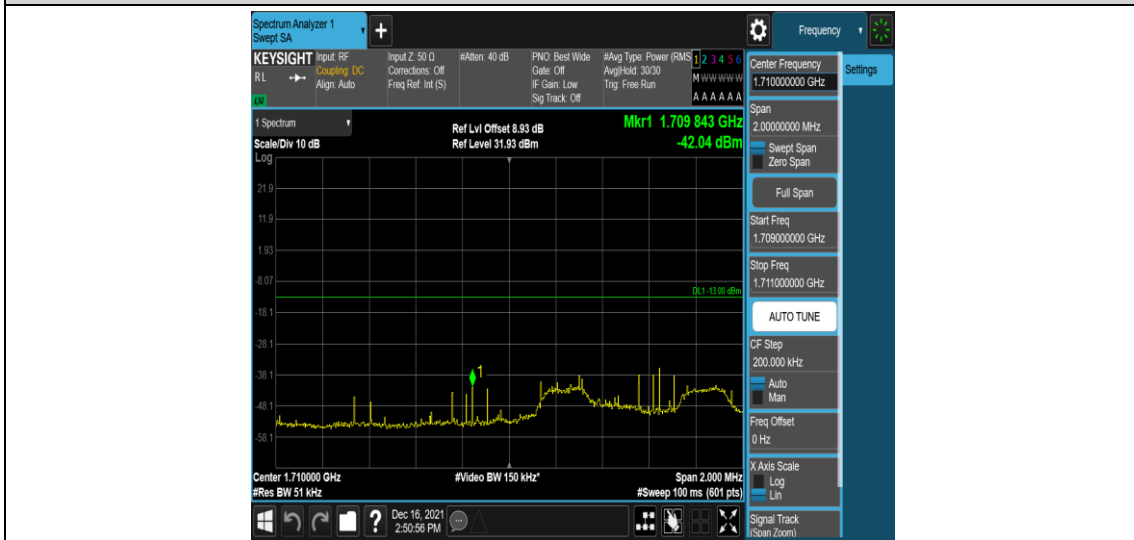 Spectrum Analyzer 1
Swept SA
+
Frequency
KEYSIGHT
RL
LXI
Input: RF
Coupling: DC
Align: Auto
Input Z: 50 Ω
Corrections: Off
Freq Ref: Int (S)
#Atten: 40 dB
PNO: Best Wide
Gate: Off
IF Gain: Low
Sig Track: Off
#Avg Type: Power (RMS
Avg|Hold: 30/30
Trig: Free Run
1 2 3 4 5 6
M W W W W W
A A A A A A
1 Spectrum
Scale/Div 10 dB
Log
Ref Lvl Offset 8.93 dB
Ref Level 31.93 dBm
Mkr1 1.709 843 GHz
-42.04 dBm
21.9
11.9
1.93
-8.07
DL1 -13.00 dBm
-18.1
-28.1
-38.1
1
-48.1
-58.1
Center 1.710000 GHz
#Res BW 51 kHz
#Video BW 150 kHz*
Span 2.000 MHz
#Sweep 100 ms (601 pts)
?
Dec 16, 2021
2:50:56 PM
Center Frequency
1.710000000 GHz
Settings
Span
2.00000000 MHz
Swept Span
Zero Span
Full Span
Start Freq
1.709000000 GHz
Stop Freq
1.711000000 GHz
AUTO TUNE
CF Step
200.000 kHz
Auto
Man
Freq Offset
0 Hz
X Axis Scale
Log
Lin
Signal Track
(Span Zoom)